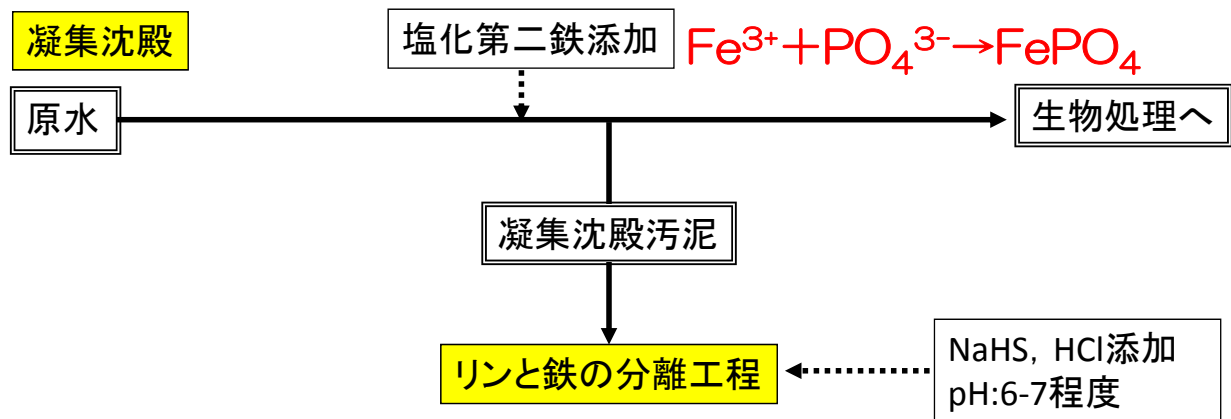 凝集沈殿
塩化第二鉄添加
Fe³⁺＋PO₄³⁻→FePO₄
原水
生物処理へ
凝集沈殿汚泥
リンと鉄の分離工程
NaHS, HCl添加
pH:6-7程度